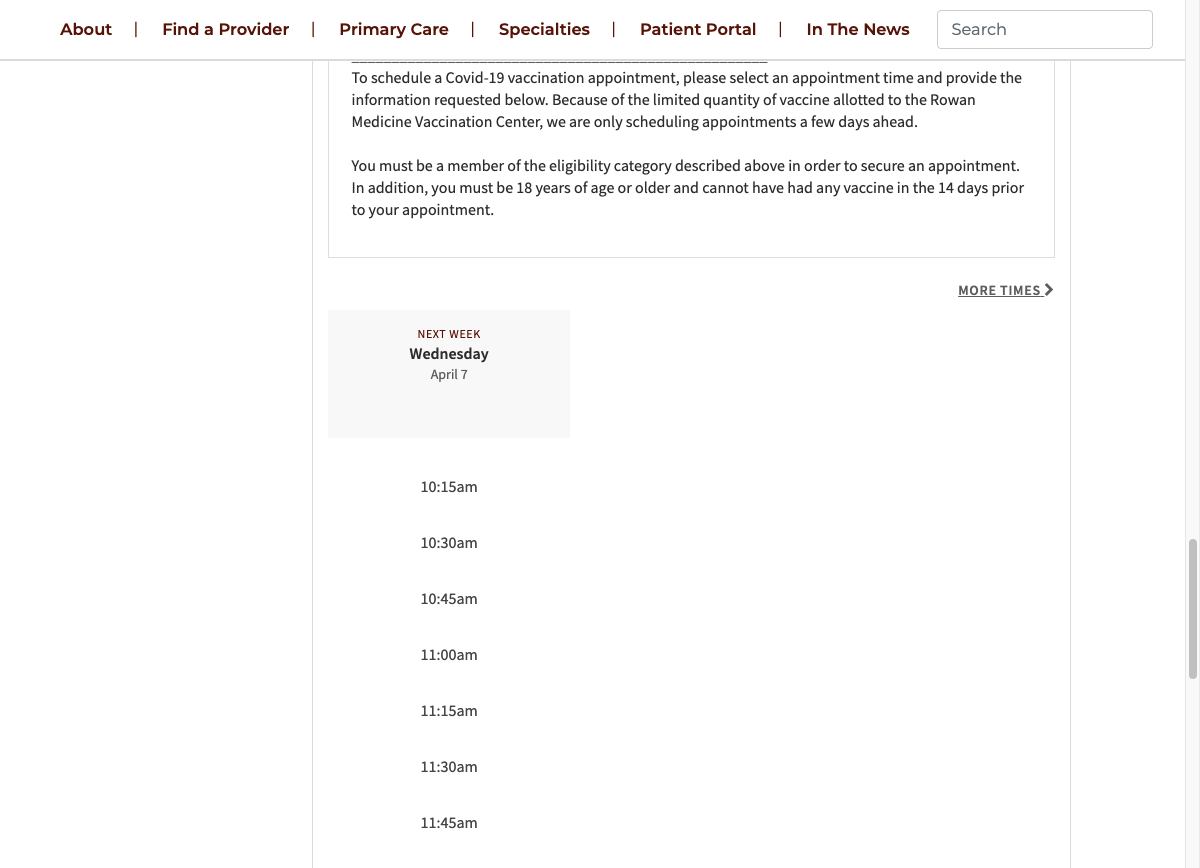 About | Find a Provider | Primary Care | Specialties | Patient Portal | In The News Search
To schedule a Covid-19 vaccination appointment, please select an appointment time and provide the
information requested below. Because of the limited quantity of vaccine allotted to the Rowan
Medicine Vaccination Center, we are only scheduling appointments a few days ahead.
You must be a member of the eligibility category described above in order to secure an appointment.
In addition, you must be 18 years of age or older and cannot have had any vaccine in the 14 days prior
to your appointment.
MORE TIMES
NEXT WEEK
Wednesday
April 7
10:15am
10:30am
10:45am
11:00am
11:15am
11:30am
11:45am